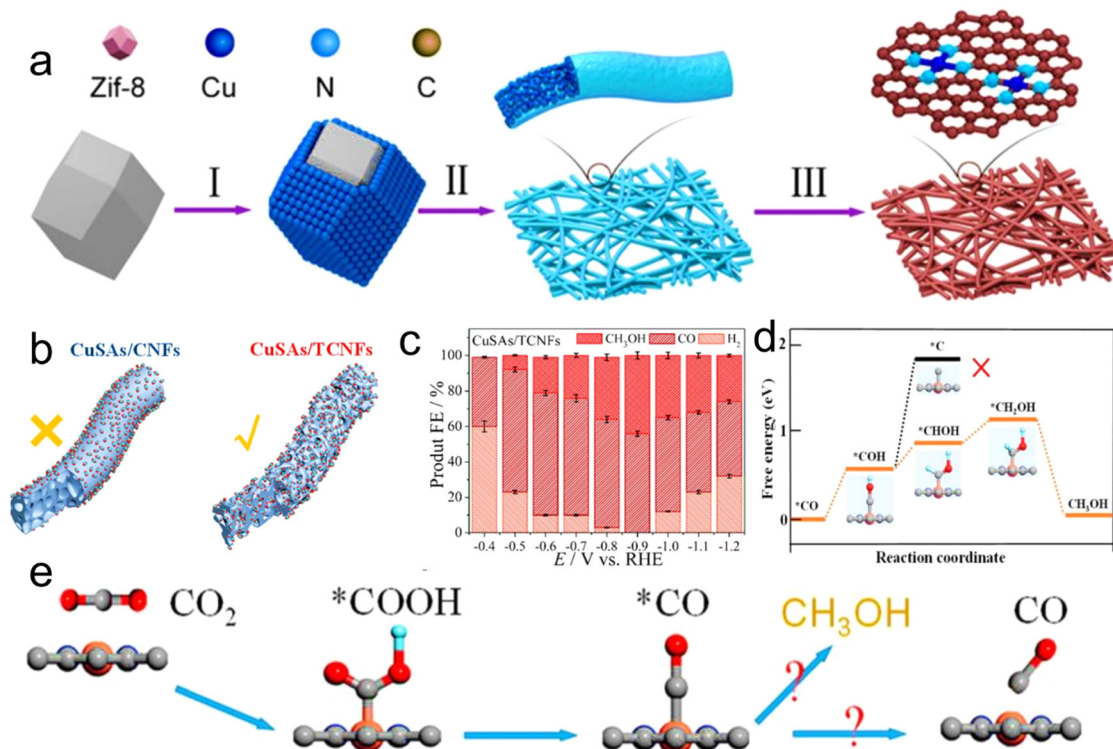 a
Zif-8 Cu N C
I II III
b
CuSAs/CNFs CuSAs/TCNFs
c
CuSAs/TCNFs CH₃OH CO H₂
Produt FE / %
100
80
60
40
20
0
-0.4 -0.5 -0.6 -0.7 -0.8 -0.9 -1.0 -1.1 -1.2
E / V vs. RHE
d
Free energy (eV)
2
1
0
*C
*CH₂OH
*CHOH
*COH
*CO
CH₃OH
Reaction coordinate
e
CO₂ *COOH *CO CH₃OH CO
? ?